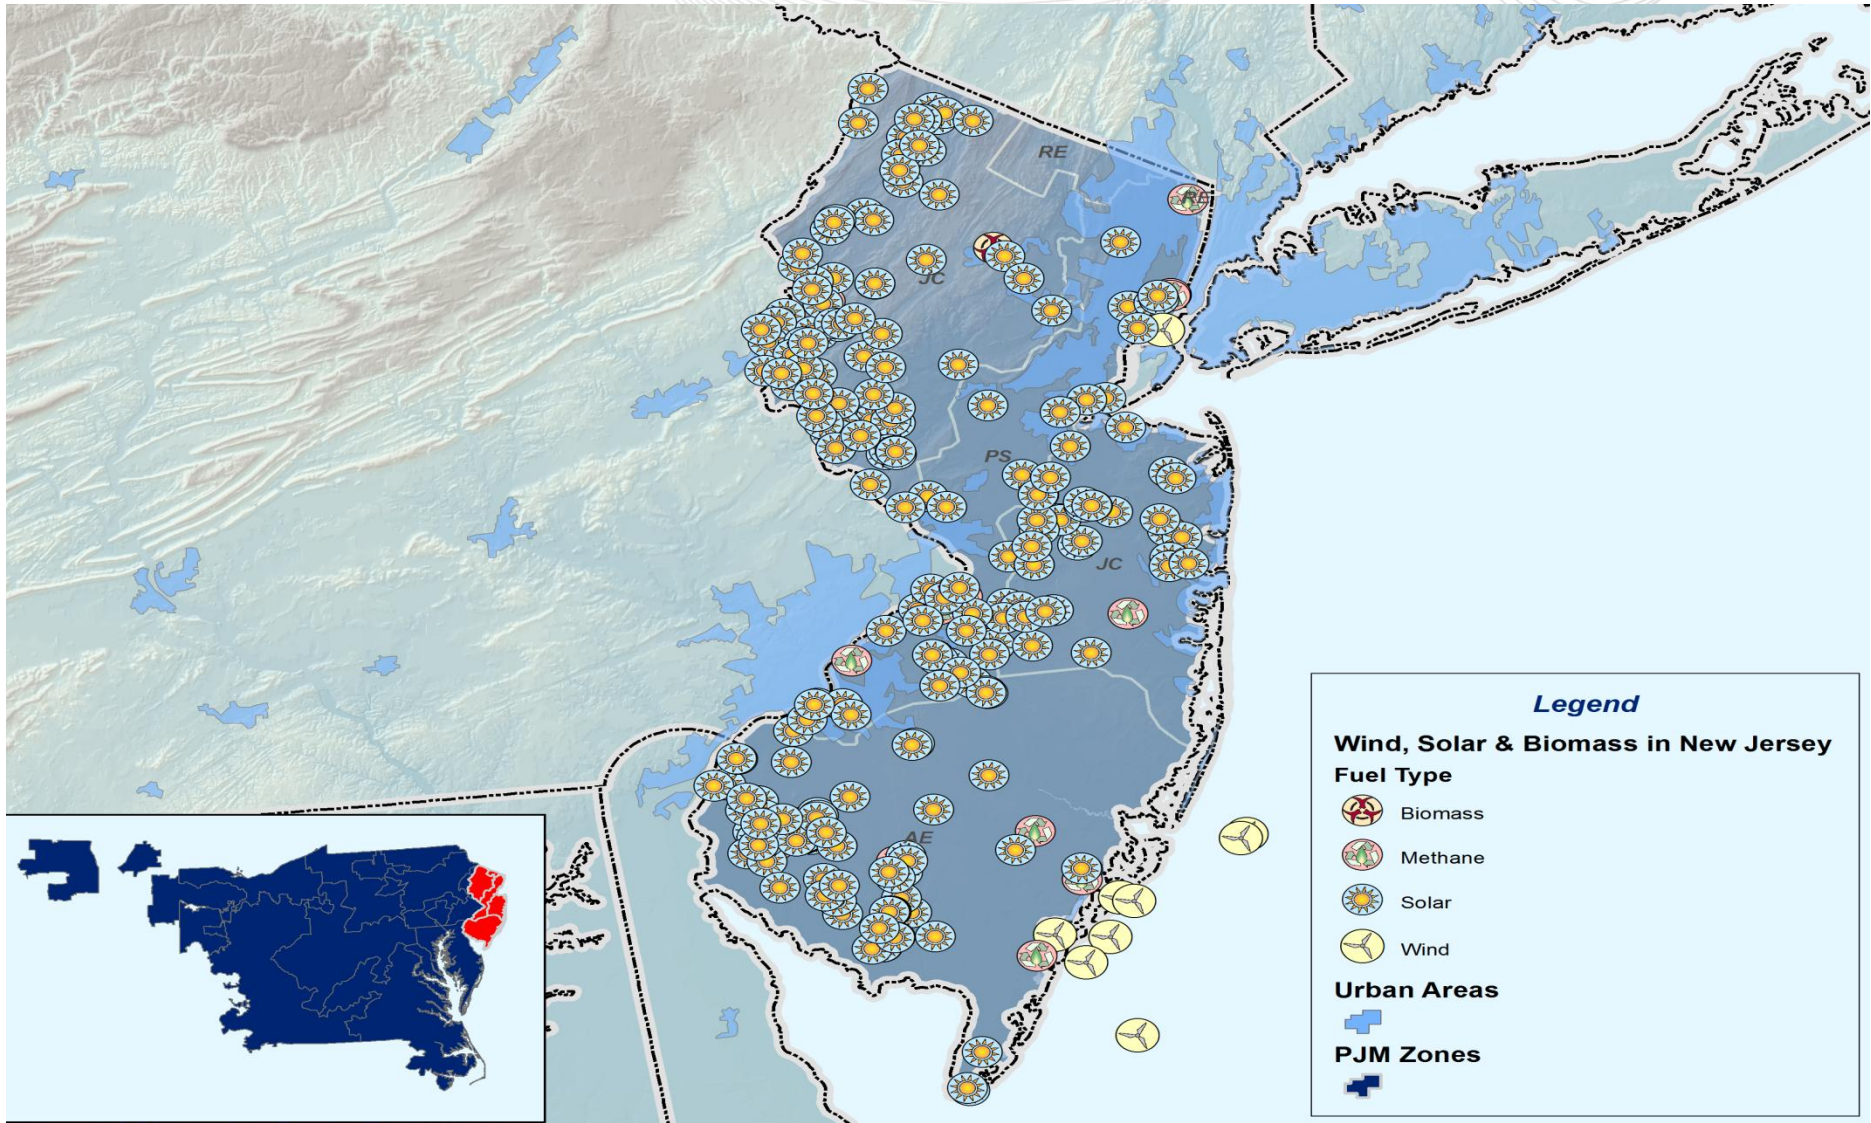 RE
RE
JC
PS
JC
AE
Legend
Wind, Solar & Biomass in New Jersey
Fuel Type
Biomass
Methane
Solar
Wind
Urban Areas
PJM Zones